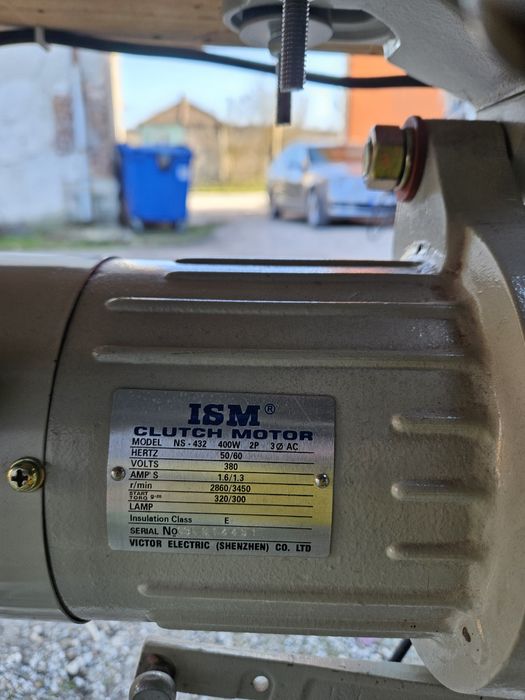 ISM ®
CLUTCH MOTOR
MODEL NS - 432 400W 2P 3 Ø AC
HERTZ 50/60
VOLTS 380
AMP'S 1.6/1.3
r/min 2860/3450
START TORQ g-m 320/300
LAMP
Insulation Class E
SERIAL No
VICTOR ELECTRIC (SHENZHEN) CO. LTD